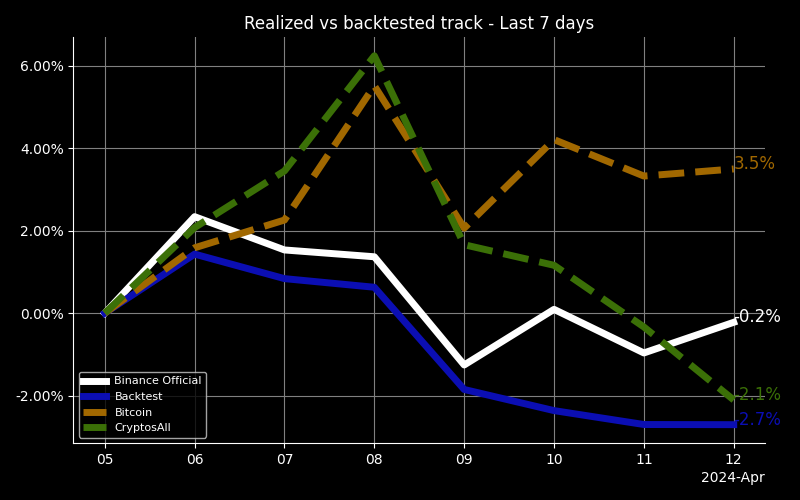 Realized vs backtested track - Last 7 days
6.00%
4.00%
2.00%
0.00%
-2.00%
3.5%
-0.2%
-2.1%
-2.7%
Binance Official
Backtest
Bitcoin
CryptosAll
05 06 07 08 09 10 11 12
2024-Apr